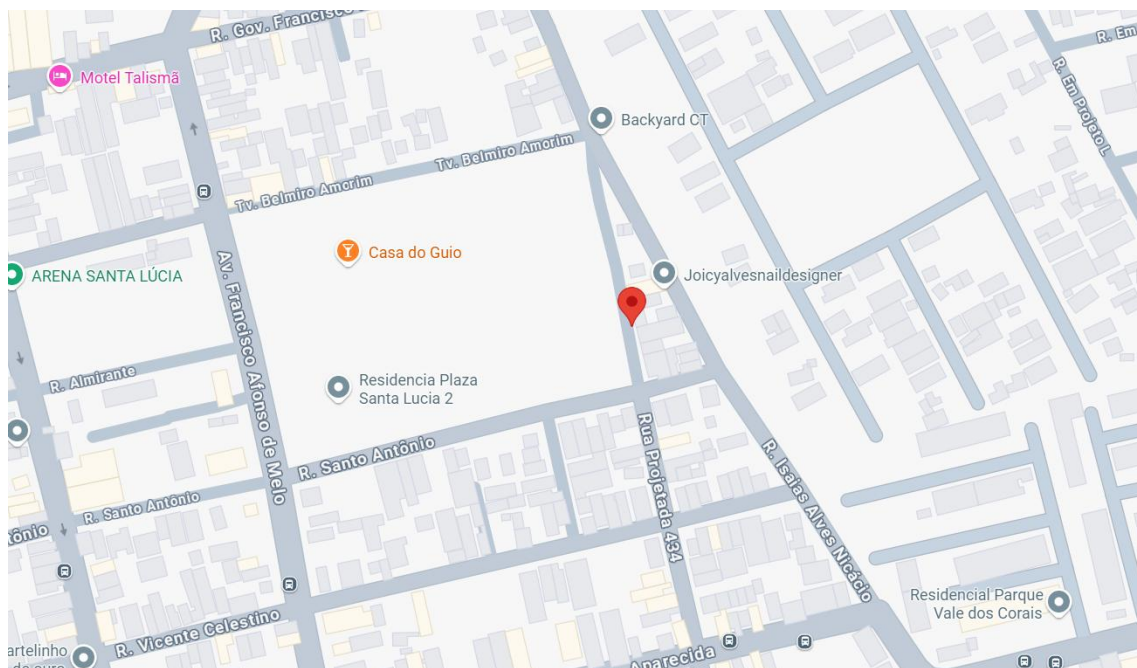 R. Gov. Francisco
Motel Talismã
R. Em
R. Em Projeto L
Backyard CT
Tv. Belmiro Amorim
Tv. Belmiro Amorim
Casa do Guio
ARENA SANTA LÚCIA
Joicyalvesnaildesigner
Av. Francisco Afonso de Melo
R. Almirante
Residencia Plaza
Santa Lucia 2
R. Santo Antônio
Rua Projetada 434
R. Isaias Alves Nicácio
R. Santo Antônio
tônio
Residencial Parque
Vale dos Corais
R. Vicente Celestino
artelinho
Aparecida